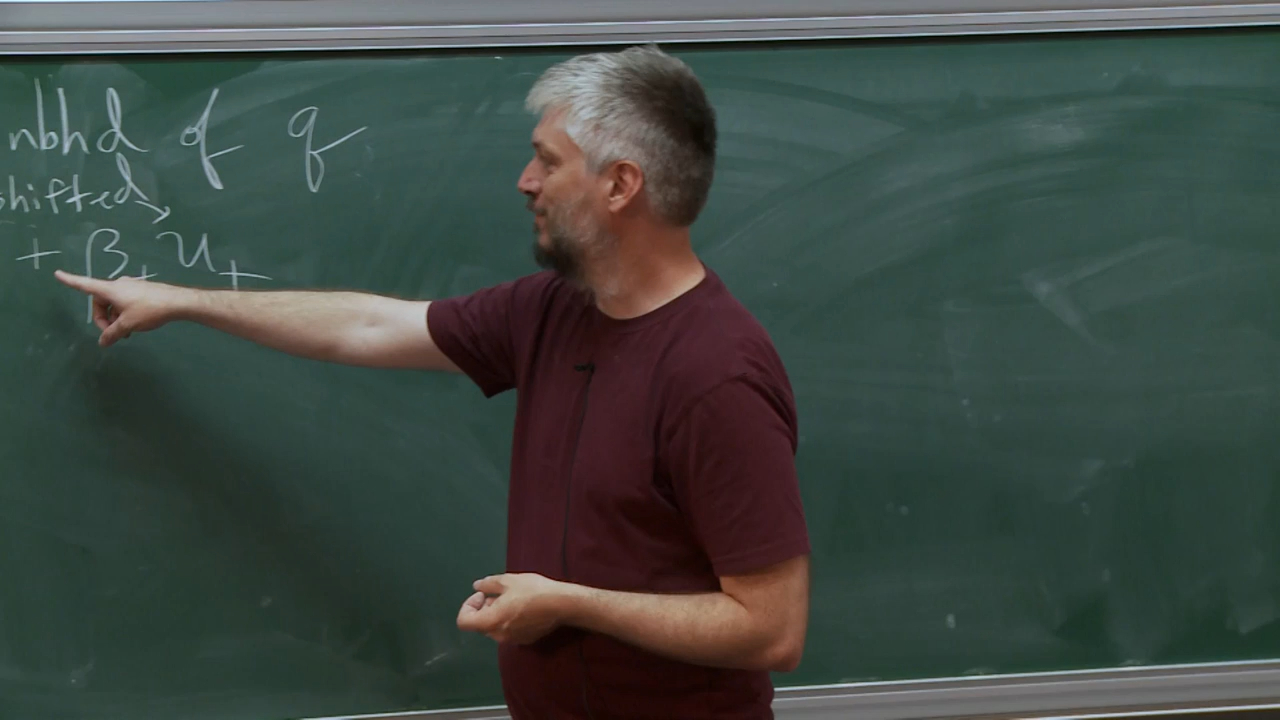 nbhd of q
shifted →
+ β₊ u₊